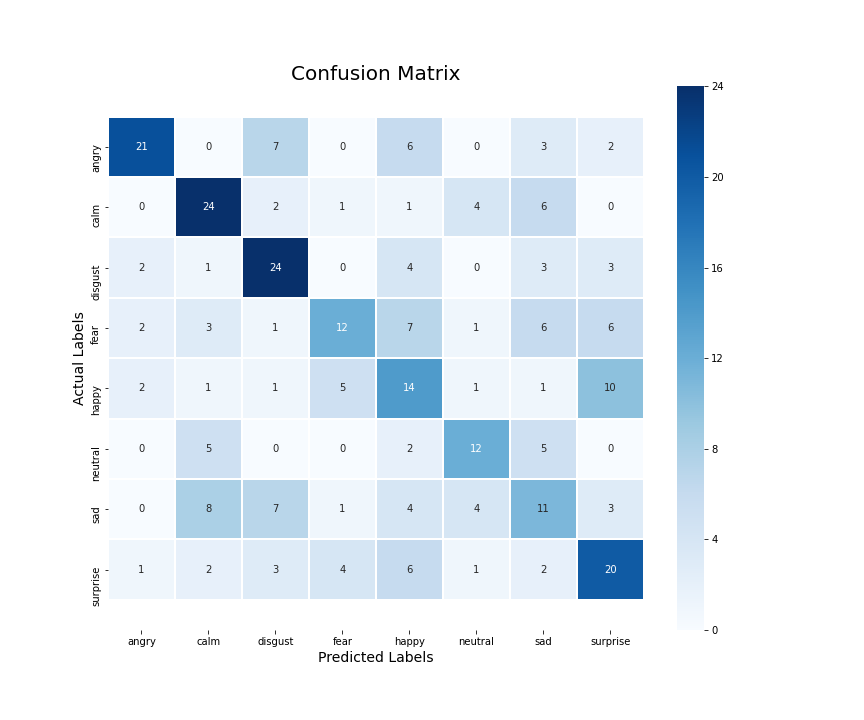 Confusion Matrix
Actual Labels
angry 21 0 7 0 6 0 3 2
calm 0 24 2 1 1 4 6 0
disgust 2 1 24 0 4 0 3 3
fear 2 3 1 12 7 1 6 6
happy 2 1 1 5 14 1 1 10
neutral 0 5 0 0 2 12 5 0
sad 0 8 7 1 4 4 11 3
surprise 1 2 3 4 6 1 2 20
angry calm disgust fear happy neutral sad surprise
Predicted Labels
24
20
16
12
8
4
0